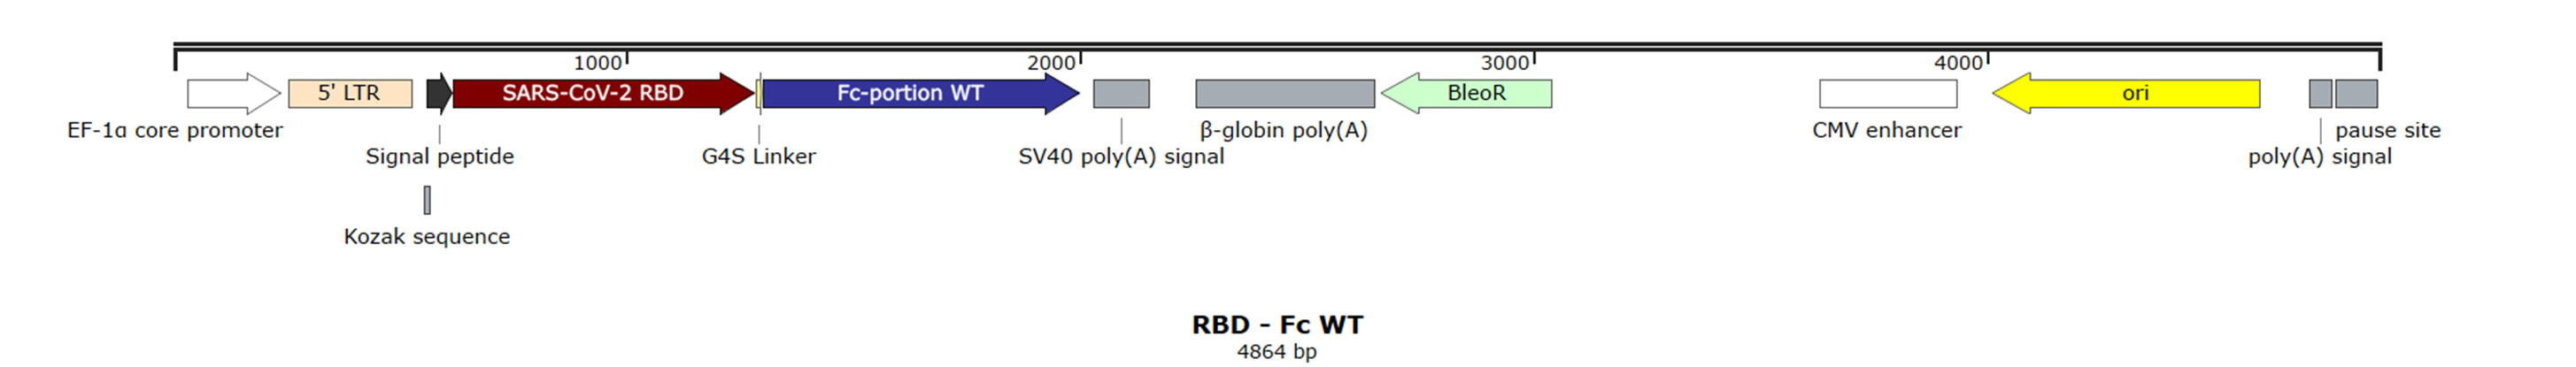 1000
2000
3000
4000
5' LTR
SARS-CoV-2 RBD
Fc-portion WT
BleoR
ori
EF-1α core promoter
β-globin poly(A)
CMV enhancer
pause site
Signal peptide
G4S Linker
SV40 poly(A) signal
poly(A) signal
Kozak sequence
RBD - Fc WT
4864 bp